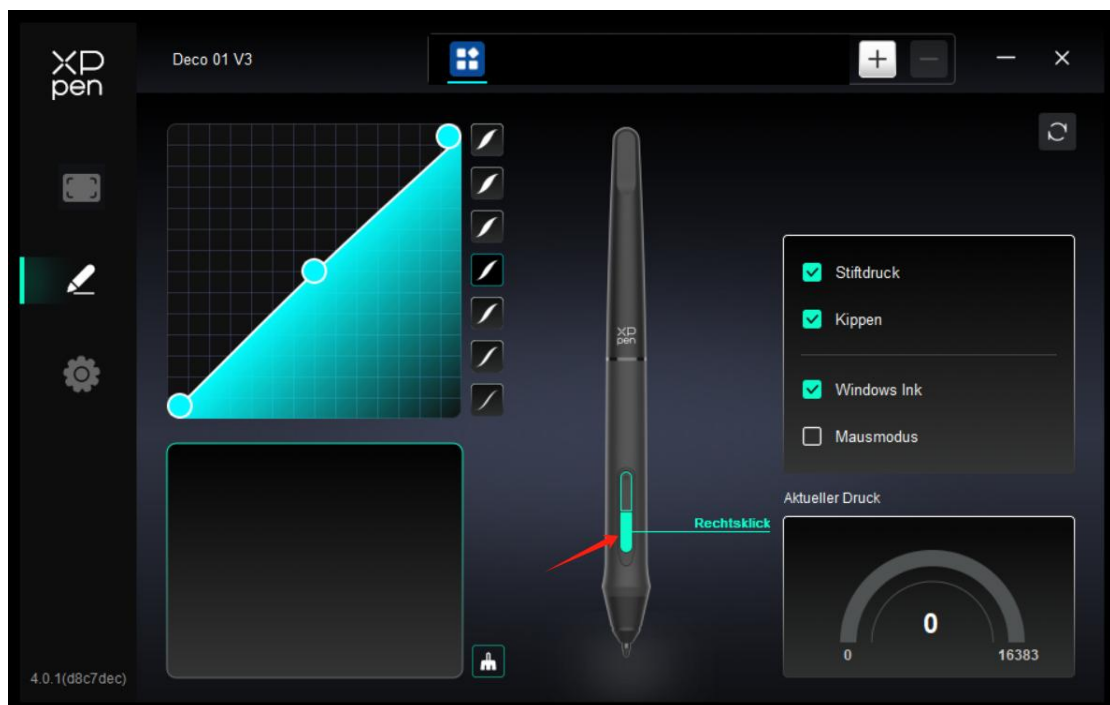 XP
pen
Deco 01 V3
Stiftdruck
Kippen
Windows Ink
Mausmodus
XP
pen
Rechtsklick
Aktueller Druck
0
0
16383
4.0.1(d8c7dec)